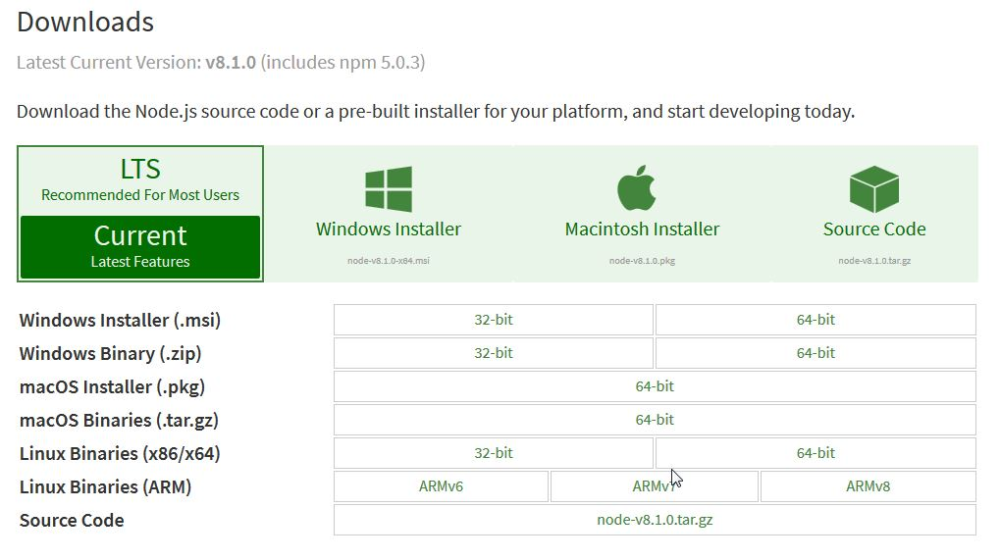 Downloads
Latest Current Version: v8.1.0 (includes npm 5.0.3)
Download the Node.js source code or a pre-built installer for your platform, and start developing today.
LTS
Recommended For Most Users
Current
Latest Features
Windows Installer
node-v8.1.0-x64.msi
Macintosh Installer
node-v8.1.0.pkg
Source Code
node-v8.1.0.tar.gz
Windows Installer (.msi) 32-bit 64-bit
Windows Binary (.zip) 32-bit 64-bit
macOS Installer (.pkg) 64-bit
macOS Binaries (.tar.gz) 64-bit
Linux Binaries (x86/x64) 32-bit 64-bit
Linux Binaries (ARM) ARMv6 ARMv7 ARMv8
Source Code node-v8.1.0.tar.gz